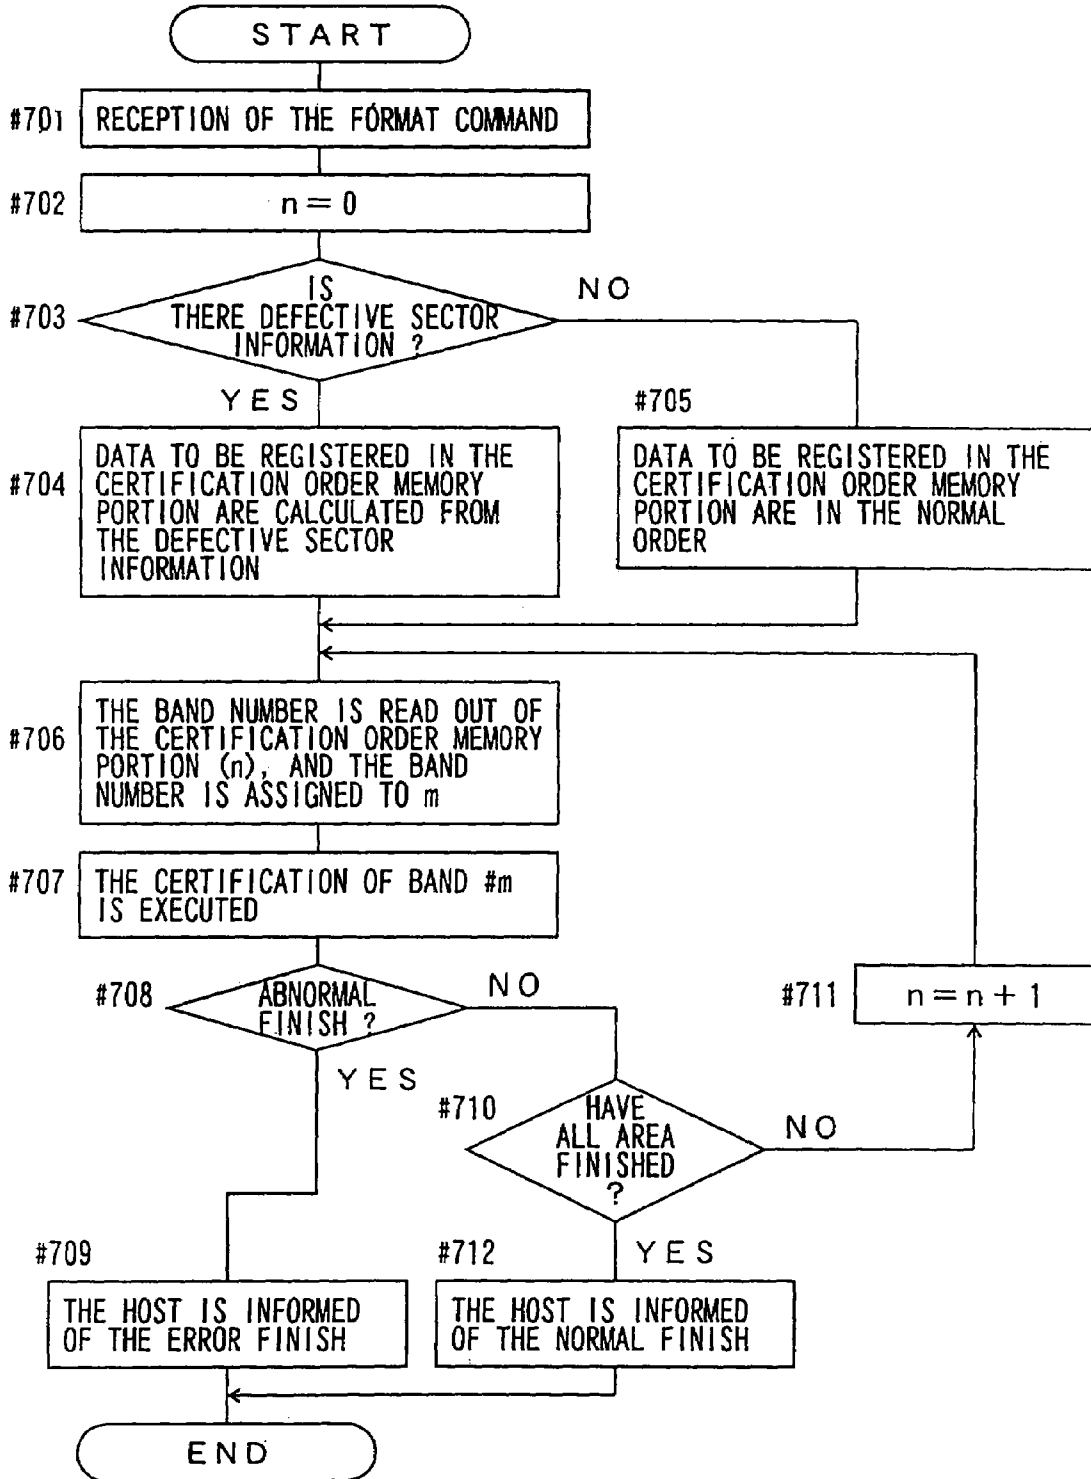 START
#701
RECEPTION OF THE FORMAT COMMAND
#702
n = 0
#703
IS
THERE DEFECTIVE SECTOR
INFORMATION ?
NO
YES
#704
DATA TO BE REGISTERED IN THE
CERTIFICATION ORDER MEMORY
PORTION ARE CALCULATED FROM
THE DEFECTIVE SECTOR
INFORMATION
#705
DATA TO BE REGISTERED IN THE
CERTIFICATION ORDER MEMORY
PORTION ARE IN THE NORMAL
ORDER
#706
THE BAND NUMBER IS READ OUT OF
THE CERTIFICATION ORDER MEMORY
PORTION (n), AND THE BAND
NUMBER IS ASSIGNED TO m
#707
THE CERTIFICATION OF BAND #m
IS EXECUTED
#708
ABNORMAL
FINISH ?
NO
YES
#711
n = n + 1
#710
HAVE
ALL AREA
FINISHED
?
NO
YES
#709
THE HOST IS INFORMED
OF THE ERROR FINISH
#712
THE HOST IS INFORMED
OF THE NORMAL FINISH
END